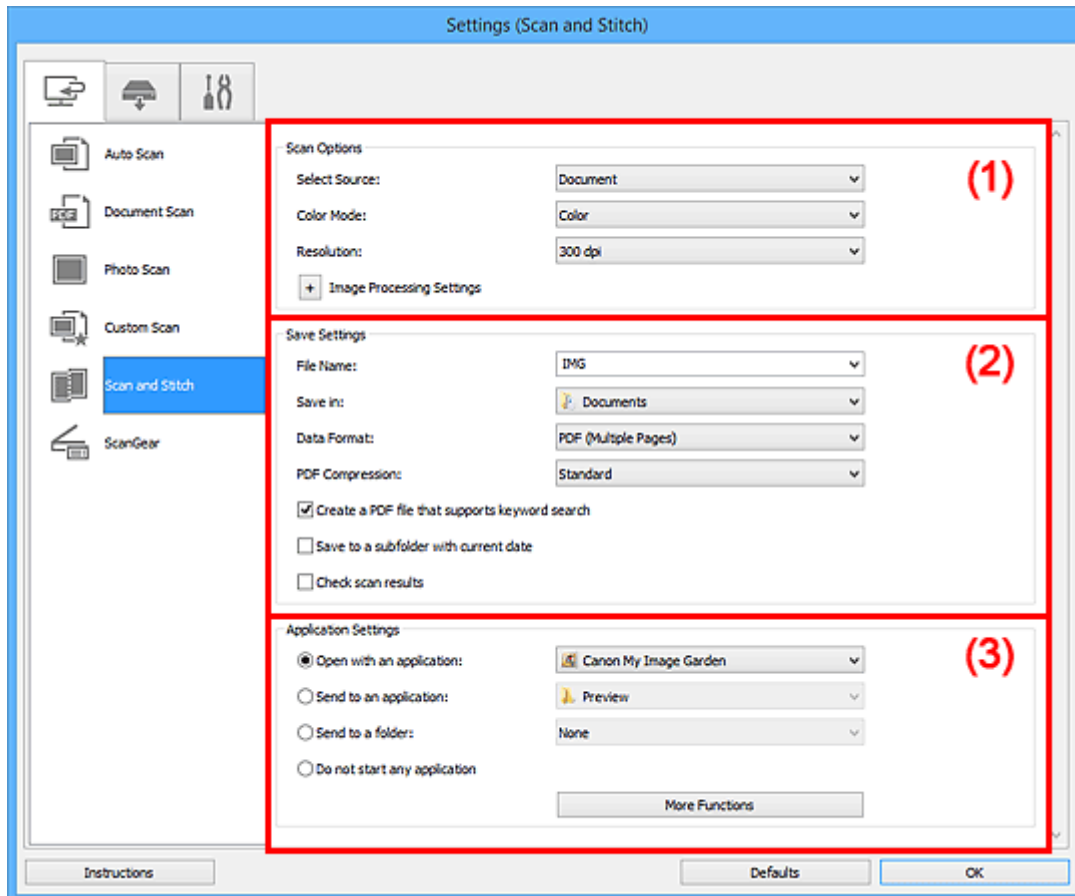 Settings (Scan and Stitch)
Auto Scan
PDF
Document Scan
Photo Scan
Custom Scan
Scan and Stitch
ScanGear
Scan Options
(1)
Select Source: Document
Color Mode: Color
Resolution: 300 dpi
+ Image Processing Settings
Save Settings
(2)
File Name: IMG
Save in: Documents
Data Format: PDF (Multiple Pages)
PDF Compression: Standard
Create a PDF file that supports keyword search
Save to a subfolder with current date
Check scan results
Application Settings
(3)
Open with an application: Canon My Image Garden
Send to an application: Preview
Send to a folder: None
Do not start any application
More Functions
Instructions Defaults OK